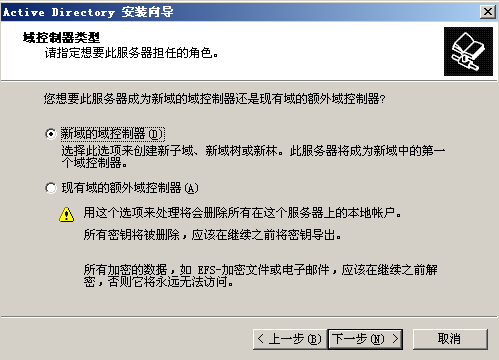 Active Directory 安装向导
域控制器类型
请指定想要此服务器担任的角色。
您想要此服务器成为新域的域控制器还是现有域的额外域控制器?
新域的域控制器(D)
选择此选项来创建新子域、新域树或新林。此服务器将成为新域中的第一
个域控制器。
现有域的额外域控制器(A)
用这个选项来处理将会删除所有在这个服务器上的本地帐户。
所有密钥将被删除，应该在继续之前将密钥导出。
所有加密的数据，如 EFS-加密文件或电子邮件，应该在继续之前解
密，否则它将永远无法访问。
< 上一步(B) 下一步(N) > 取消